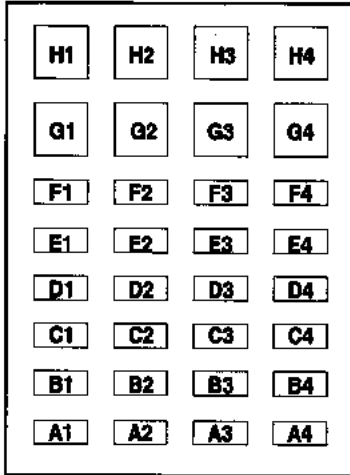 H1 H2 H3 H4
G1 G2 G3 G4
F1 F2 F3 F4
E1 E2 E3 E4
D1 D2 D3 D4
C1 C2 C3 C4
B1 B2 B3 B4
A1 A2 A3 A4